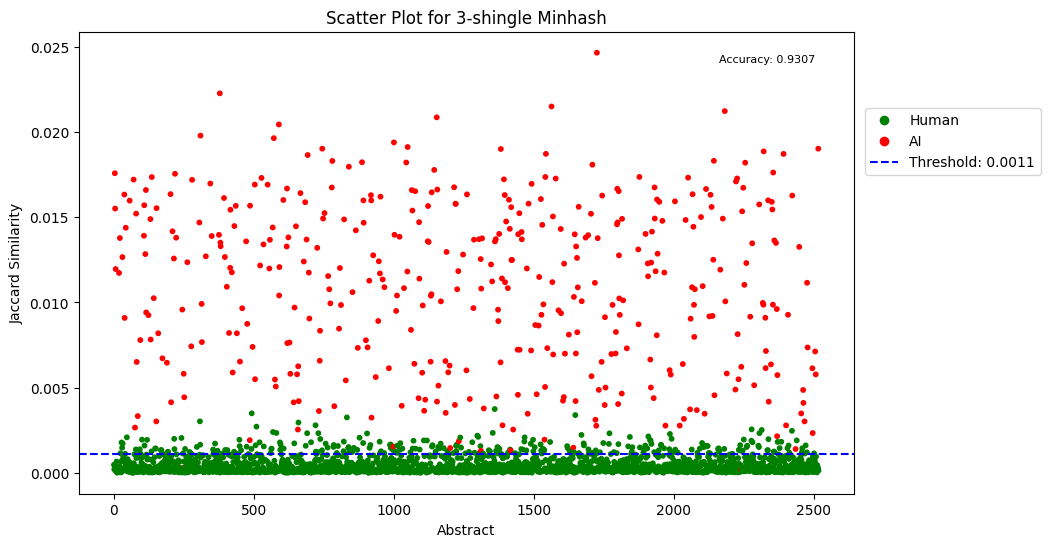 Scatter Plot for 3-shingle Minhash
0.025
Accuracy: 0.9307
Human
AI
Threshold: 0.0011
0.020
0.015
Jaccard Similarity
0.010
0.005
0.000
0
500
1000
1500
2000
2500
Abstract